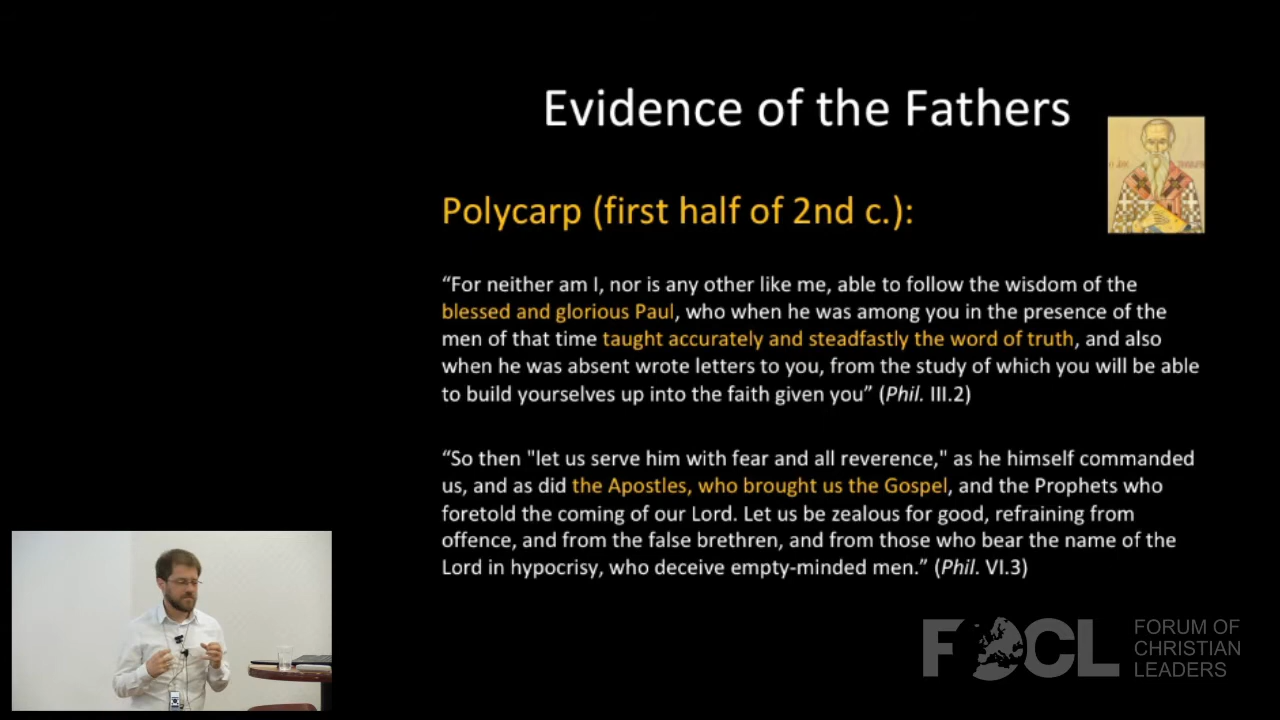 Evidence of the Fathers
Polycarp (first half of 2nd c.):
“For neither am I, nor is any other like me, able to follow the wisdom of the
blessed and glorious Paul, who when he was among you in the presence of the
men of that time taught accurately and steadfastly the word of truth, and also
when he was absent wrote letters to you, from the study of which you will be able
to build yourselves up into the faith given you” (Phil. III.2)
“So then "let us serve him with fear and all reverence," as he himself commanded
us, and as did the Apostles, who brought us the Gospel, and the Prophets who
foretold the coming of our Lord. Let us be zealous for good, refraining from
offence, and from the false brethren, and from those who bear the name of the
Lord in hypocrisy, who deceive empty-minded men.” (Phil. VI.3)
FOCL
FORUM OF
CHRISTIAN
LEADERS